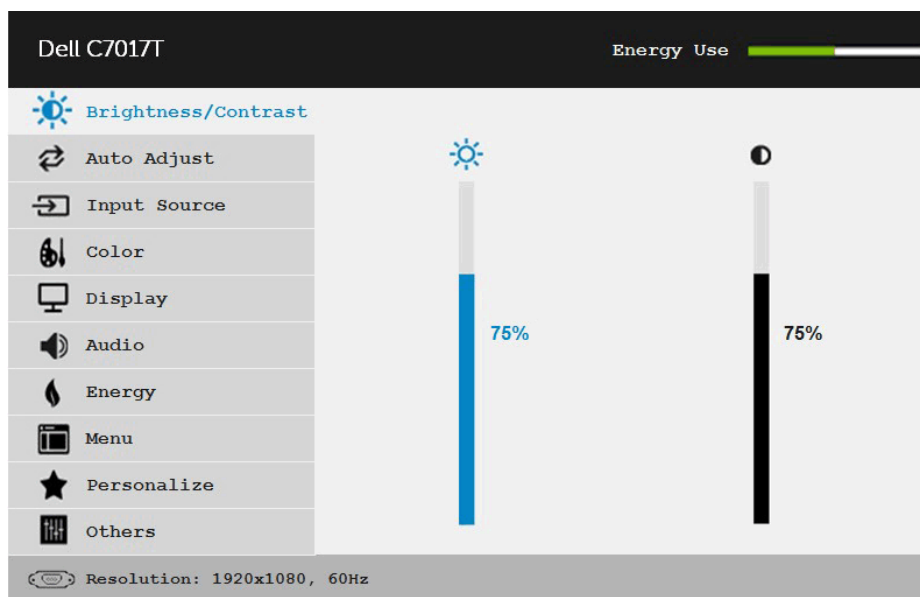 Dell C7017T
Energy Use
Brightness/Contrast
Auto Adjust
Input Source
Color
Display
75%
75%
Audio
Energy
Menu
Personalize
Others
Resolution: 1920x1080, 60Hz